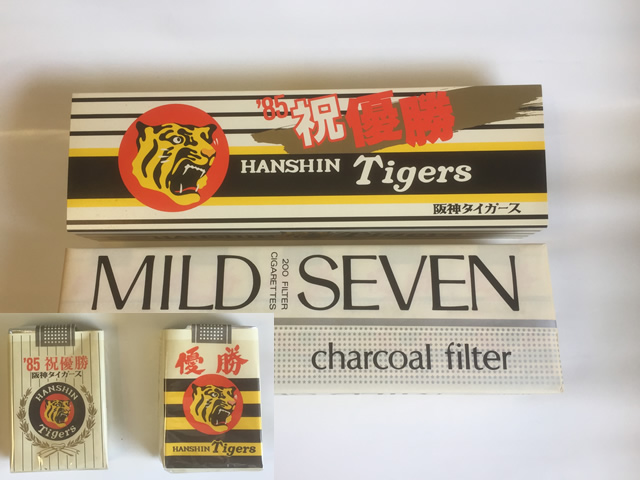 '85 祝優勝
HANSHIN Tigers
阪神タイガース
MILD SEVEN
200 FILTER
CIGARETTES
charcoal filter
'85 祝優勝
阪神タイガース
HANSHIN
Tigers
優勝
HANSHIN Tigers